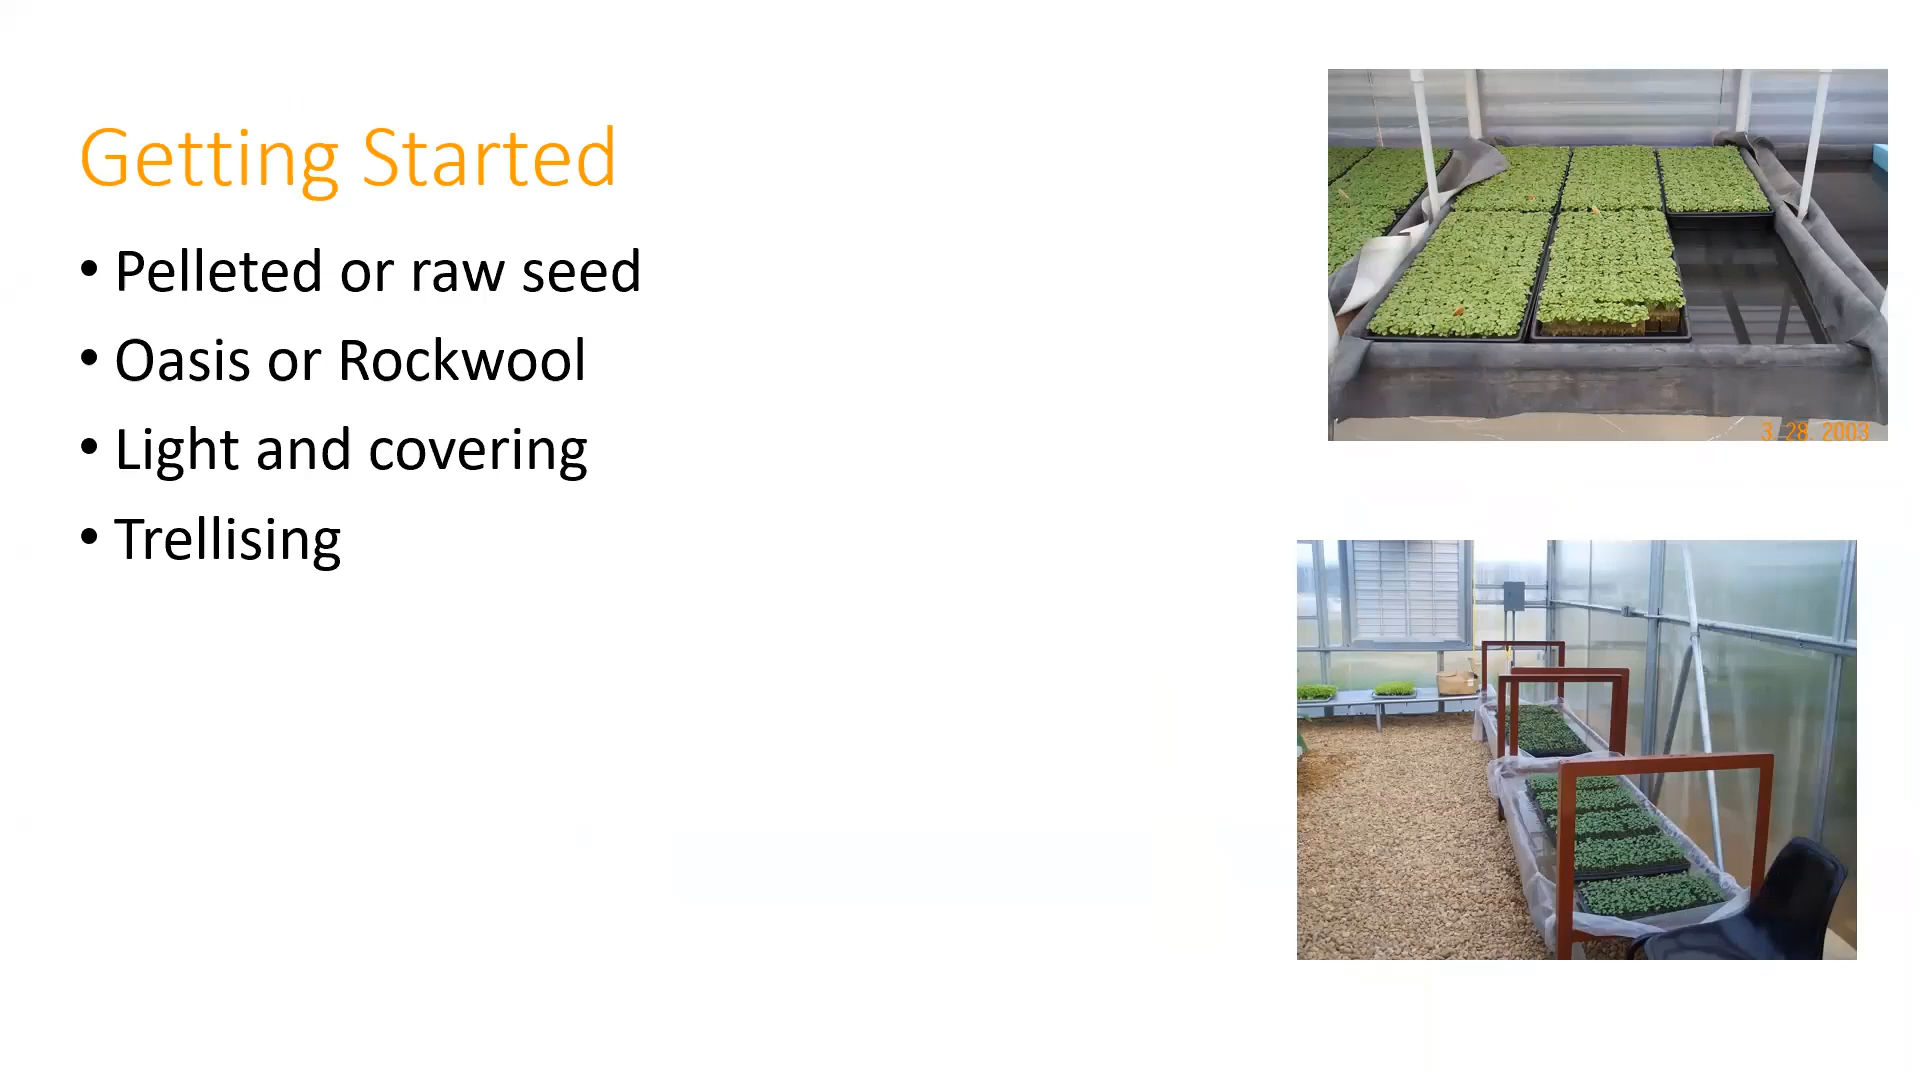 Getting Started
• Pelleted or raw seed
• Oasis or Rockwool
• Light and covering
• Trellising
3. 28. 2003